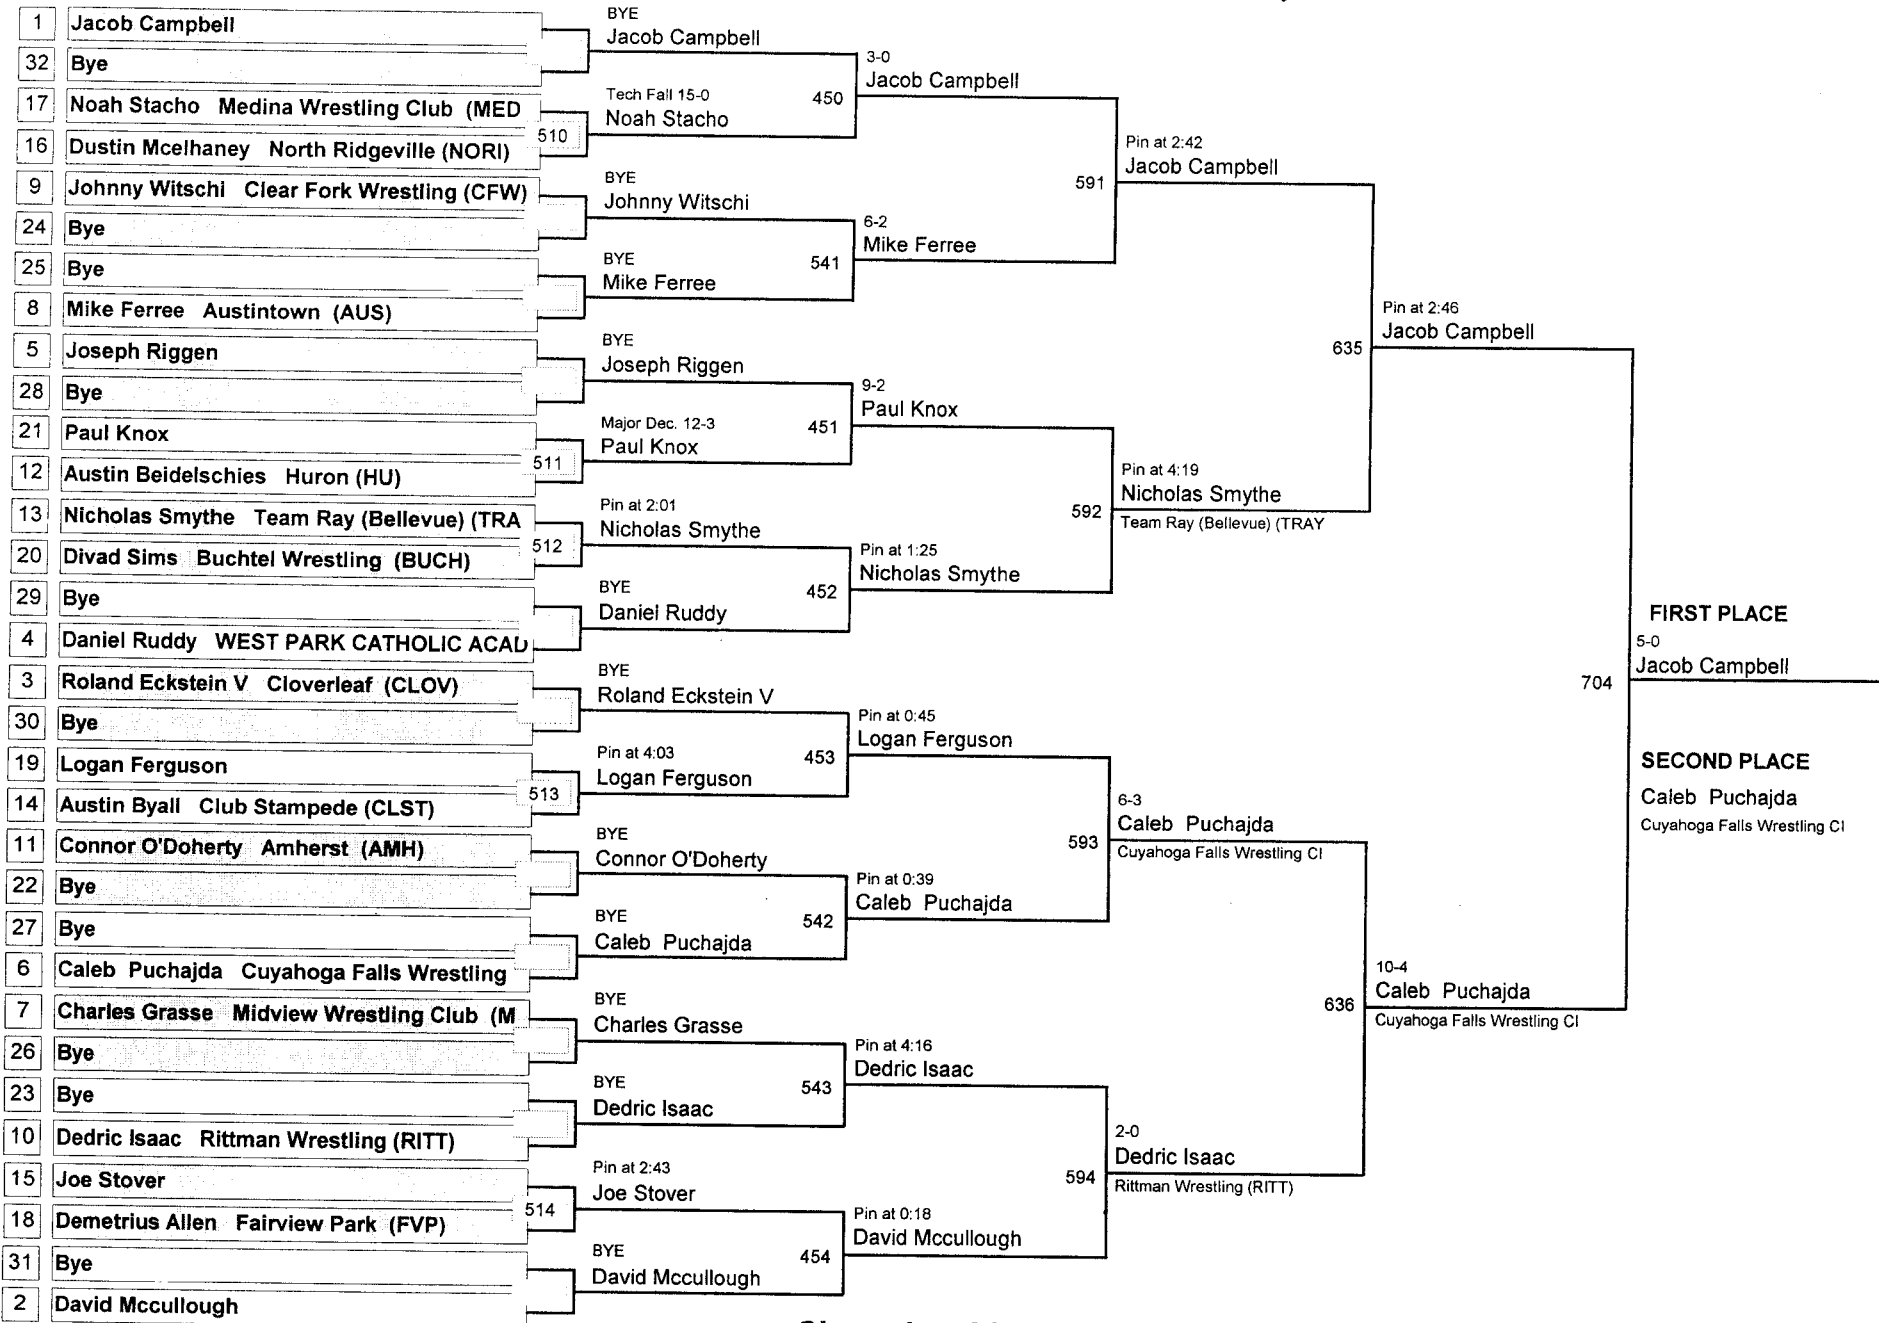 1 Jacob Campbell
32 Bye
17 Noah Stacho Medina Wrestling Club (MED
16 Dustin Mcelhaney North Ridgeville (NORI)
9 Johnny Witschi Clear Fork Wrestling (CFW)
24 Bye
25 Bye
8 Mike Ferree Austintown (AUS)
5 Joseph Riggen
28 Bye
21 Paul Knox
12 Austin Beidelschies Huron (HU)
13 Nicholas Smythe Team Ray (Bellevue) (TRA
20 Divad Sims Buchtel Wrestling (BUCH)
29 Bye
4 Daniel Ruddy WEST PARK CATHOLIC ACAD
3 Roland Eckstein V Cloverleaf (CLOV)
30 Bye
19 Logan Ferguson
14 Austin Byall Club Stampede (CLST)
11 Connor O'Doherty Amherst (AMH)
22 Bye
27 Bye
6 Caleb Puchajda Cuyahoga Falls Wrestling
7 Charles Grasse Midview Wrestling Club (M
26 Bye
23 Bye
10 Dedric Isaac Rittman Wrestling (RITT)
15 Joe Stover
18 Demetrius Allen Fairview Park (FVP)
31 Bye
2 David Mccullough
510
511
512
513
514
BYE
Jacob Campbell
Tech Fall 15-0
Noah Stacho
BYE
Johnny Witschi
BYE
Mike Ferree
BYE
Joseph Riggen
Major Dec. 12-3
Paul Knox
Pin at 2:01
Nicholas Smythe
BYE
Daniel Ruddy
BYE
Roland Eckstein V
Pin at 4:03
Logan Ferguson
BYE
Connor O'Doherty
BYE
Caleb Puchajda
BYE
Charles Grasse
BYE
Dedric Isaac
Pin at 2:43
Joe Stover
BYE
David Mccullough
450
541
451
452
453
542
543
454
3-0
Jacob Campbell
6-2
Mike Ferree
9-2
Paul Knox
Pin at 1:25
Nicholas Smythe
Pin at 0:45
Logan Ferguson
Pin at 0:39
Caleb Puchajda
Pin at 4:16
Dedric Isaac
Pin at 0:18
David Mccullough
591
592
593
594
Pin at 2:42
Jacob Campbell
Pin at 4:19
Nicholas Smythe
Team Ray (Bellevue) (TRAY
6-3
Caleb Puchajda
Cuyahoga Falls Wrestling Cl
2-0
Dedric Isaac
Rittman Wrestling (RITT)
635
636
Pin at 2:46
Jacob Campbell
10-4
Caleb Puchajda
Cuyahoga Falls Wrestling Cl
704
FIRST PLACE
5-0
Jacob Campbell
SECOND PLACE
Caleb Puchajda
Cuyahoga Falls Wrestling Cl